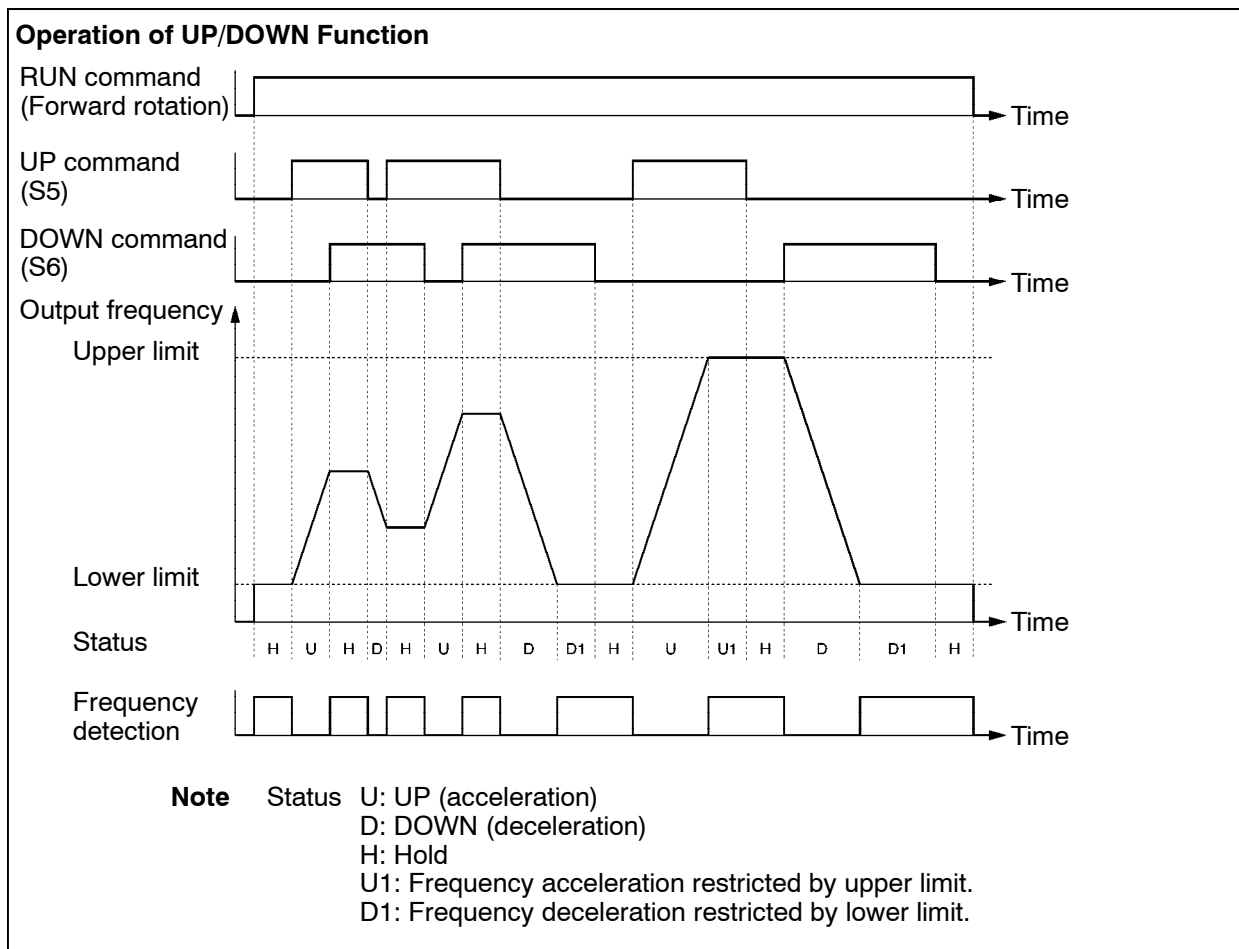 Operation of UP/DOWN Function
RUN command
(Forward rotation)
Time
UP command
(S5)
Time
DOWN command
(S6)
Time
Output frequency
Upper limit
Lower limit
Time
Status
H U H D H U H D D1 H U U1 H D D1 H
Frequency
detection
Time
Note Status U: UP (acceleration)
D: DOWN (deceleration)
H: Hold
U1: Frequency acceleration restricted by upper limit.
D1: Frequency deceleration restricted by lower limit.